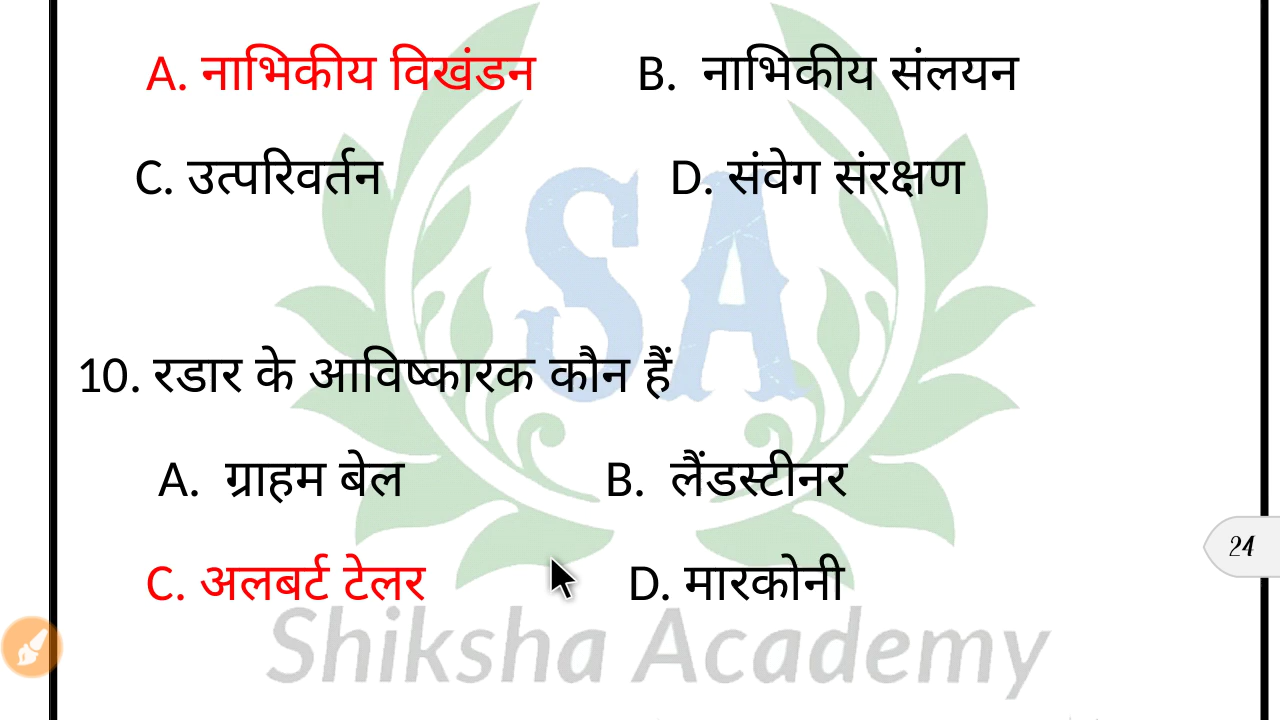 A. नाभिकीय विखंडन B. नाभिकीय संलयन
C. उत्परिवर्तन D. संवेग संरक्षण
SA
10. रडार के आविष्कारक कौन हैं
A. ग्राहम बेल B. लैंडस्टीनर
24
C. अलबर्ट टेलर D. मारकोनी
Shiksha Academy